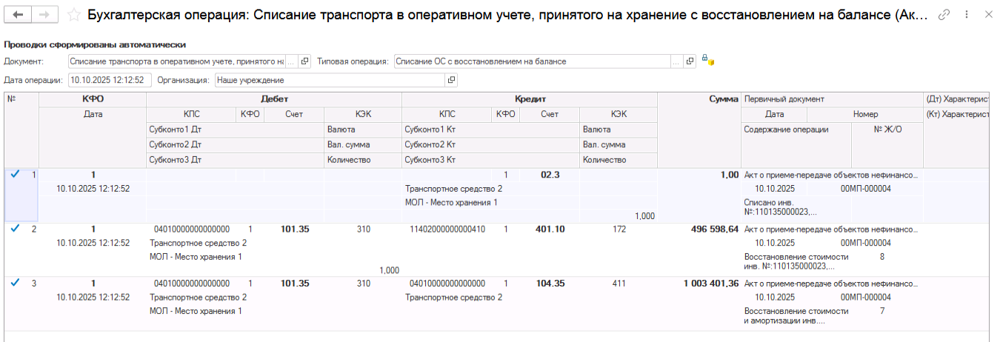 Бухгалтерская операция: Списание транспорта в оперативном учете, принятого на хранение с восстановлением на балансе (Ак...
Проводки сформированы автоматически
Документ: Списание транспорта в оперативном учете, принятого на ... Типовая операция: Списание ОС с восстановлением на балансе ...
Дата операции: 10.10.2025 12:12:52 Организация: Наше учреждение
№ КФО Дебет Кредит Сумма Первичный документ (Дт) Характерис
Дата КПС КФО Счет КЭК КПС КФО Счет КЭК Дата Номер (Кт) Характерист
Субконто1 Дт Валюта Субконто1 Кт Валюта Содержание операции № Ж/О
Субконто2 Дт Вал. сумма Субконто2 Кт Вал. сумма
Субконто3 Дт Количество Субконто3 Кт Количество
1 1 1 02.3 1,00 Акт о приеме-передаче объектов нефинансо...
10.10.2025 12:12:52 Транспортное средство 2 10.10.2025 00МП-000004
МОЛ - Место хранения 1 Списано инв.
№:110135000023,...
1,000
2 1 04010000000000000 1 101.35 310 11402000000000410 1 401.10 172 496 598,64 Акт о приеме-передаче объектов нефинансо...
10.10.2025 12:12:52 Транспортное средство 2 10.10.2025 00МП-000004
МОЛ - Место хранения 1 Восстановление стоимости 8
инв. №:110135000023,...
1,000
3 1 04010000000000000 1 101.35 310 04010000000000000 1 104.35 411 1 003 401,36 Акт о приеме-передаче объектов нефинансо...
10.10.2025 12:12:52 Транспортное средство 2 Транспортное средство 2 10.10.2025 00МП-000004
МОЛ - Место хранения 1 Восстановление стоимости 7
и амортизации инв....